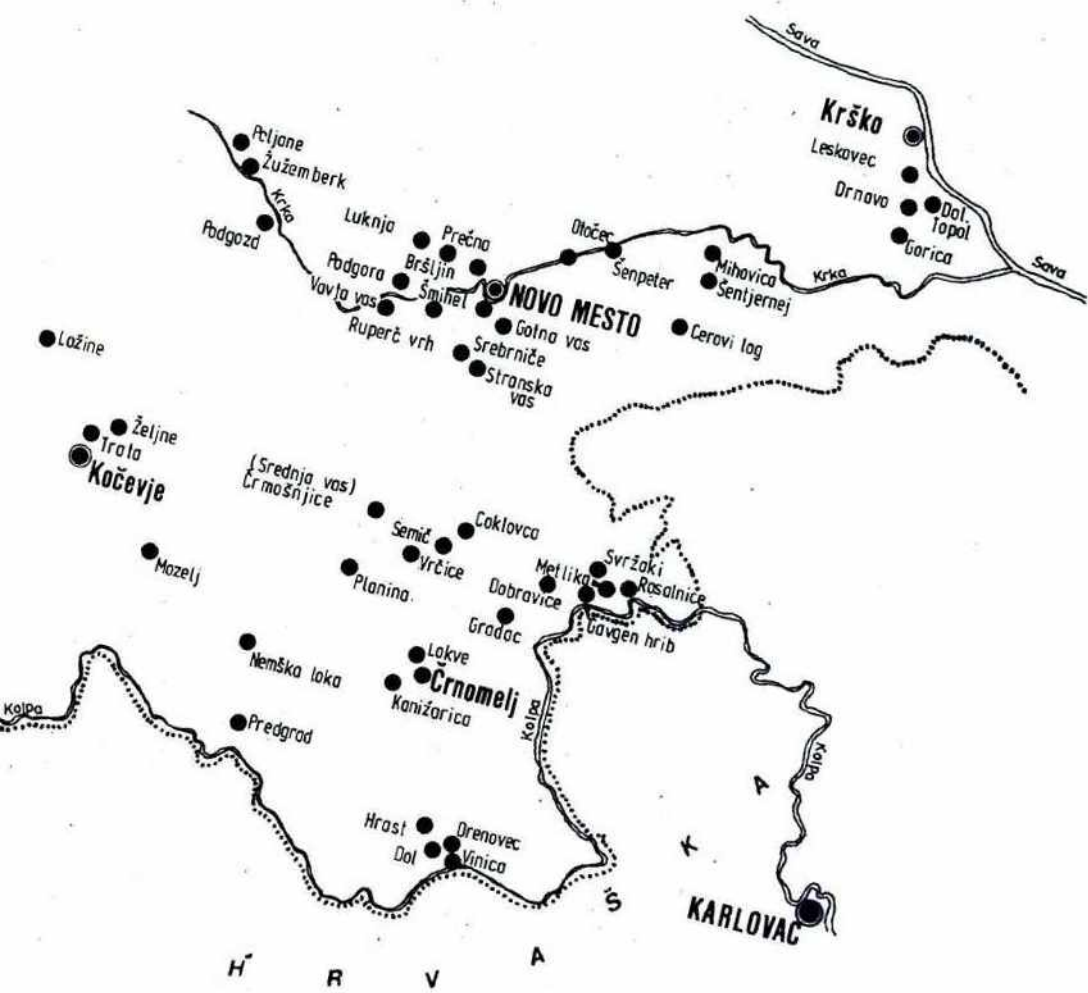 Sava
Krško
Leskovec
Drnovo
Dol.
Topol
Gorica
Sava
Krka
Poljane
Žužemberk
Krka
Podgozd
Luknja
Prečna
Bršljin
Podgora
Vavta vas
Šmihel
Ruperč vrh
NOVO MESTO
Gotna vas
Srebrniče
Stranska
vas
Otočec
Šenpeter
Mihovica
Šentjernej
Cerovi log
Ložine
Željne
Trata
Kočevje
Mozelj
(Srednja vas)
Črmošnjice
Semič
Coklovca
Vrčice
Planina
Svržaki
Metlika
Rosalnice
Dobravice
Gavgen hrib
Gradac
Lokve
Črnomelj
Kanižarica
Nemška loka
Predgrad
Kolpa
Kolpa
Kolpa
Hrast
Drenovec
Dol
Vinica
KARLOVAC
H R V A Š K A